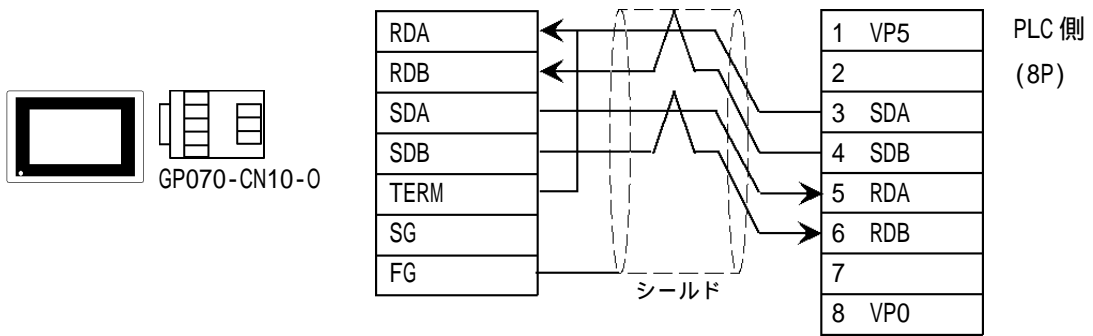 GP070-CN10-0
RDA
RDB
SDA
SDB
TERM
SG
FG
シールド
1 VP5
2
3 SDA
4 SDB
5 RDA
6 RDB
7
8 VP0
PLC 側
(8P)